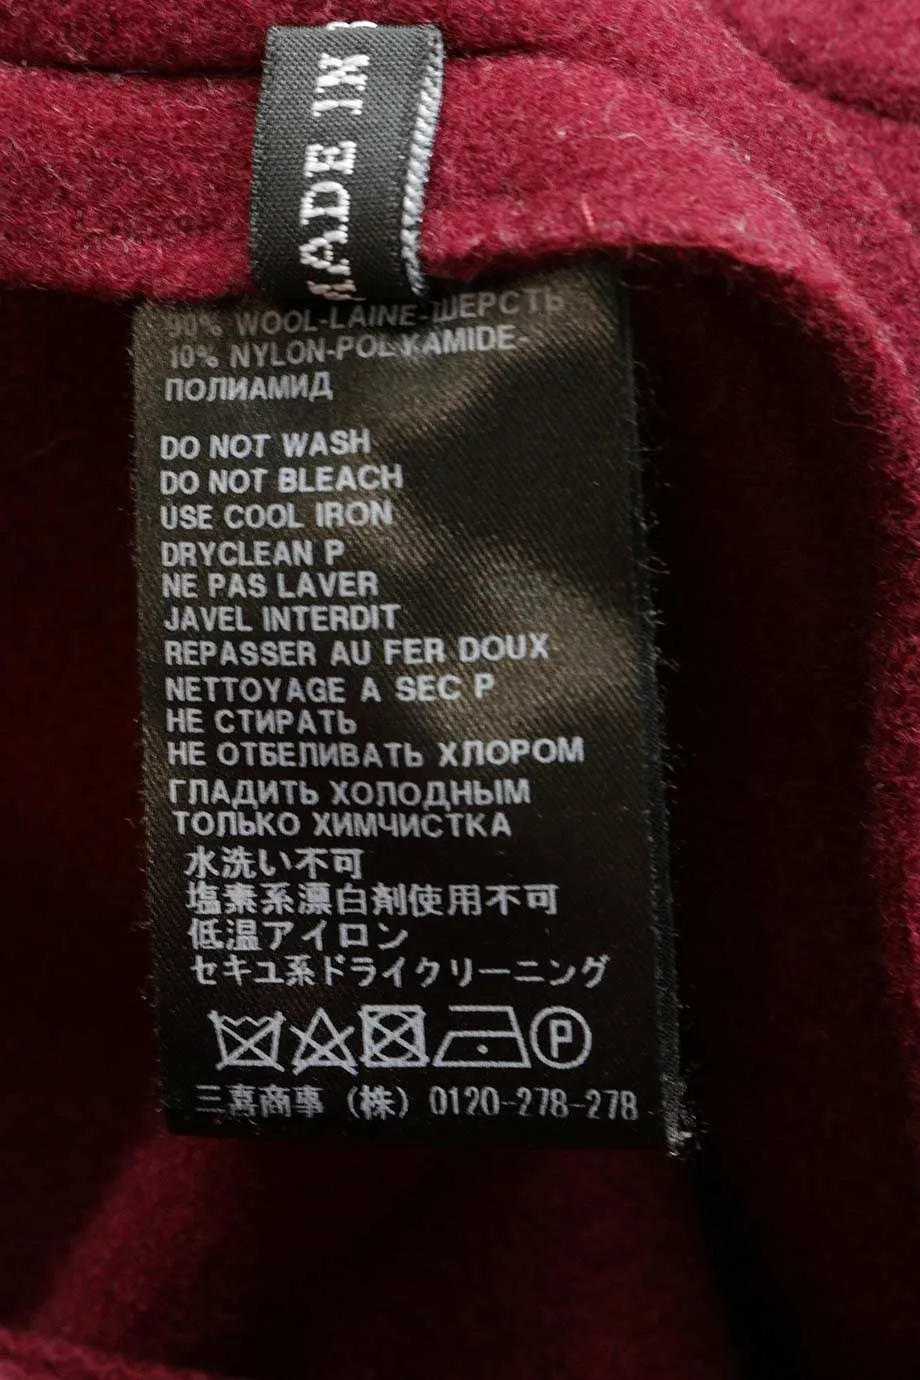 MADE IN
90% WOOL-LAINE-ШЕРСТЬ
10% NYLON-POLYAMIDE-
ПОЛИАМИД
DO NOT WASH
DO NOT BLEACH
USE COOL IRON
DRYCLEAN P
NE PAS LAVER
JAVEL INTERDIT
REPASSER AU FER DOUX
NETTOYAGE A SEC P
НЕ СТИРАТЬ
НЕ ОТБЕЛИВАТЬ ХЛОРОМ
ГЛАДИТЬ ХОЛОДНЫМ
ТОЛЬКО ХИМЧИСТКА
水洗い不可
塩素系漂白剤使用不可
低温アイロン
セキユ系ドライクリーニング
P
三喜商事（株）0120-278-278